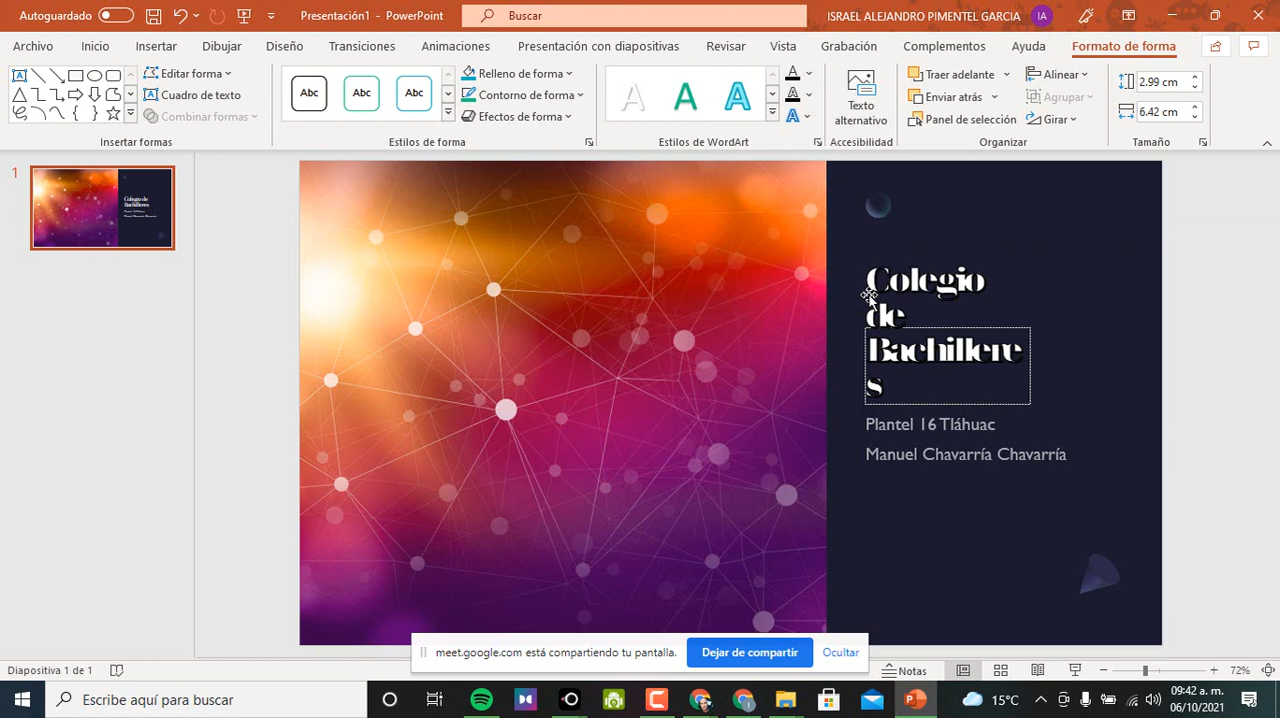 Autoguardado
Presentación1 - PowerPoint
Buscar
ISRAEL ALEJANDRO PIMENTEL GARCIA
IA
Archivo Inicio Insertar Dibujar Diseño Transiciones Animaciones Presentación con diapositivas Revisar Vista Grabación Complementos Ayuda Formato de forma
Editar forma
Cuadro de texto
Combinar formas
Insertar formas
Abc Abc Abc
Relleno de forma
Contorno de forma
Efectos de forma
Estilos de forma
A A A
A
A
A
Estilos de WordArt
Texto
alternativo
Accesibilidad
Traer adelante
Enviar atrás
Panel de selección
Alinear
Agrupar
Girar
Organizar
2.99 cm
6.42 cm
Tamaño
1
Colegio de
Bachilleres
Colegio
de
Bachillere
s
Plantel 16 Tláhuac
Manuel Chavarría Chavarría
meet.google.com está compartiendo tu pantalla.
Dejar de compartir
Ocultar
Diapositiva 1 de 1
Notas
72%
Escribe aquí para buscar
15°C
09:42 a. m.
06/10/2021